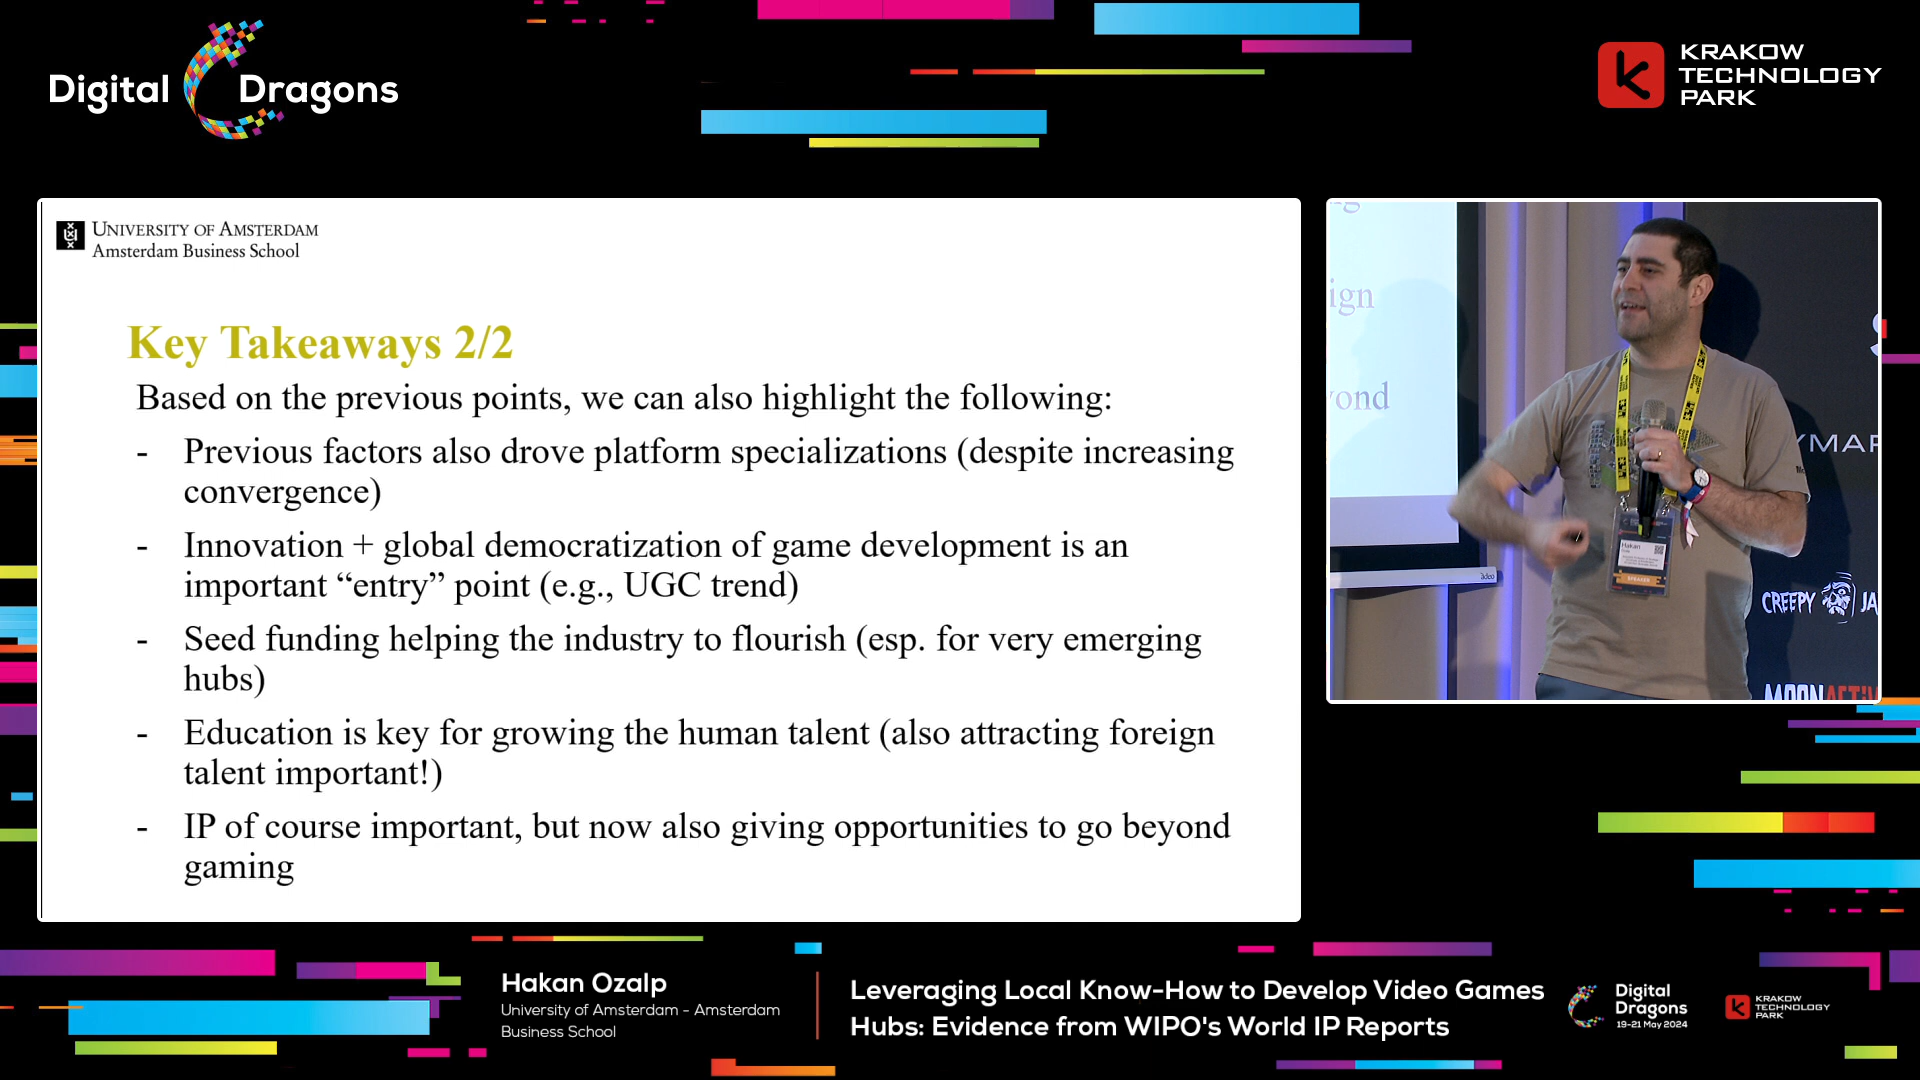 Digital Dragons
KRAKOW
TECHNOLOGY
PARK
UNIVERSITY OF AMSTERDAM
Amsterdam Business School
Key Takeaways 2/2
Based on the previous points, we can also highlight the following:
- Previous factors also drove platform specializations (despite increasing
convergence)
- Innovation + global democratization of game development is an
important “entry” point (e.g., UGC trend)
- Seed funding helping the industry to flourish (esp. for very emerging
hubs)
- Education is key for growing the human talent (also attracting foreign
talent important!)
- IP of course important, but now also giving opportunities to go beyond
gaming
ign
yond
Hakan
SPEAKER
YMAR
CREEPY JA
MOONACTIV
Hakan Ozalp
University of Amsterdam - Amsterdam
Business School
Leveraging Local Know-How to Develop Video Games
Hubs: Evidence from WIPO's World IP Reports
Digital
Dragons
19-21 May 2024
KRAKOW
TECHNOLOGY
PARK